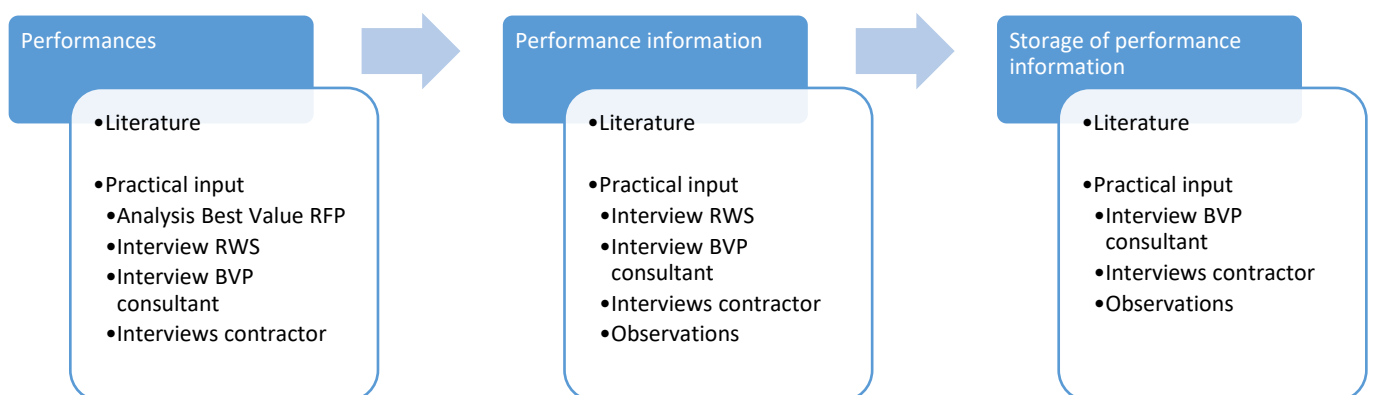 Performances
•Literature
•Practical input
•Analysis Best Value RFP
•Interview RWS
•Interview BVP
consultant
•Interviews contractor
Performance information
•Literature
•Practical input
•Interview RWS
•Interview BVP
consultant
•Interviews contractor
•Observations
Storage of performance
information
•Literature
•Practical input
•Interview BVP
consultant
•Interviews contractor
•Observations